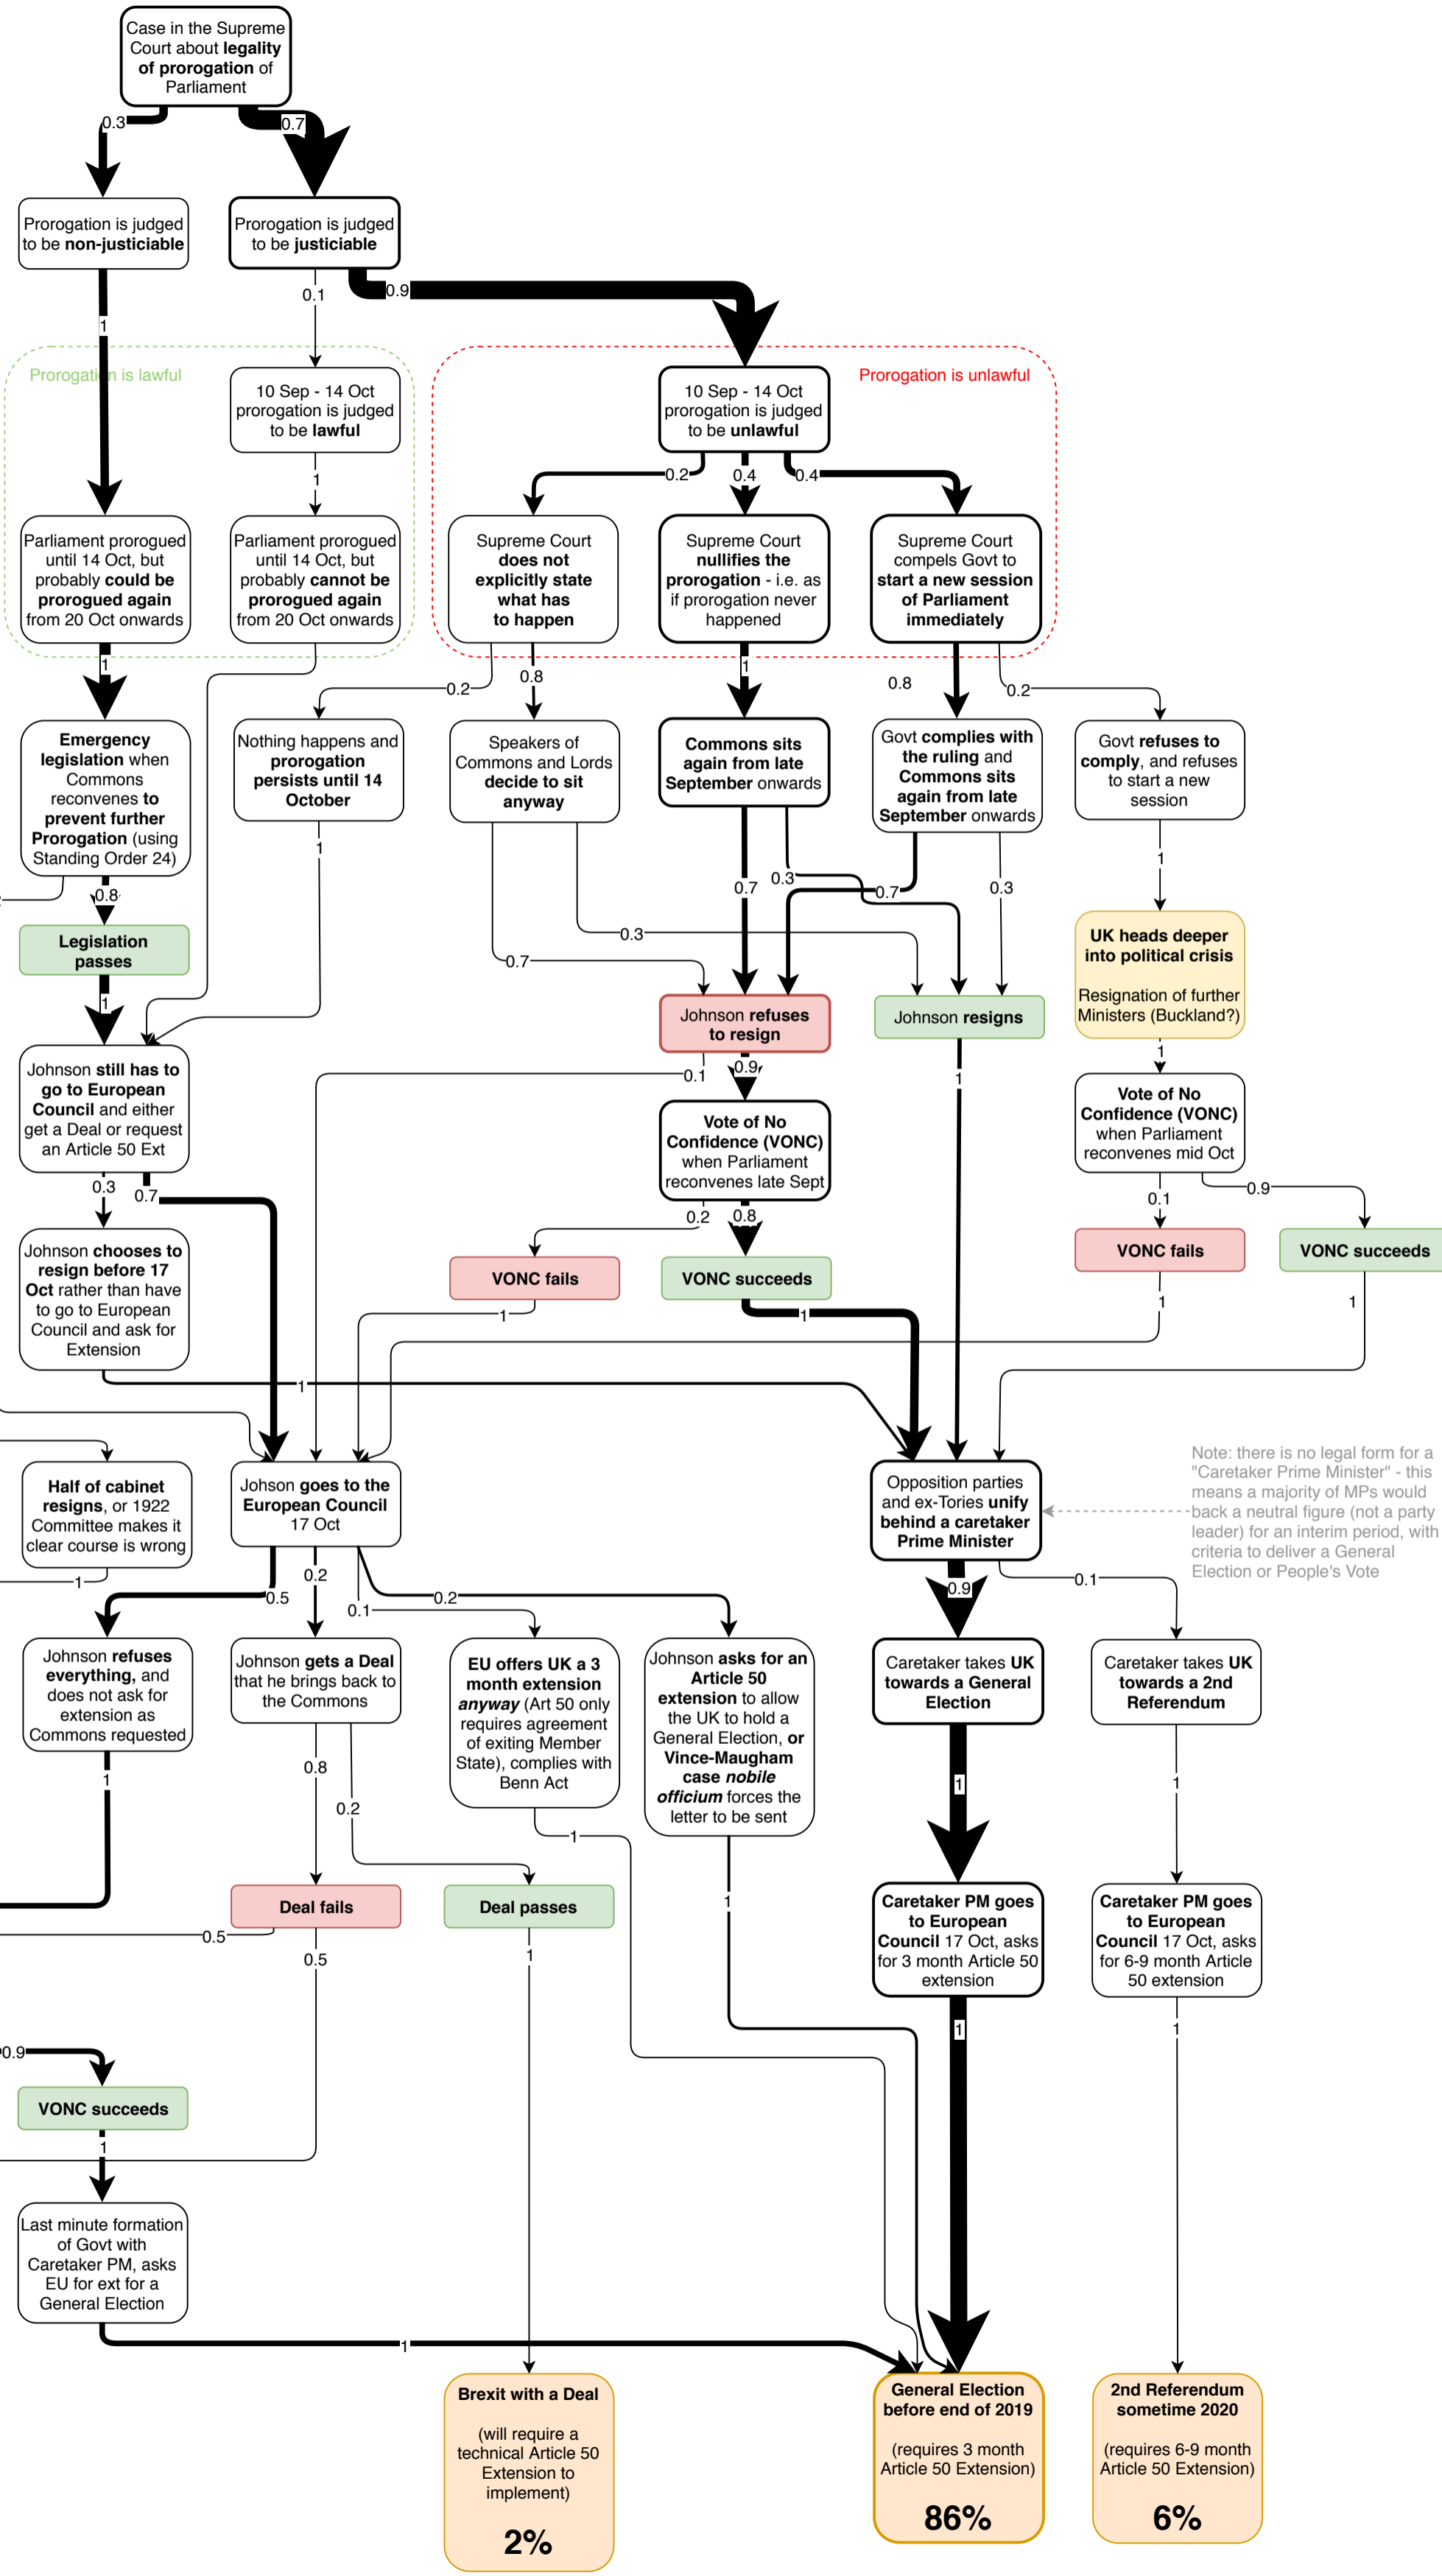 Case in the Supreme
Court about legality
of prorogation of
Parliament
0.3
0.7
Prorogation is judged
to be non-justiciable
Prorogation is judged
to be justiciable
0.1
0.9
1
Prorogation is lawful
Prorogation is unlawful
10 Sep - 14 Oct
prorogation is judged
to be lawful
10 Sep - 14 Oct
prorogation is judged
to be unlawful
1
0.2
0.4
0.4
Parliament prorogued
until 14 Oct, but
probably could be
prorogued again
from 20 Oct onwards
Parliament prorogued
until 14 Oct, but
probably cannot be
prorogued again
from 20 Oct onwards
Supreme Court
does not
explicitly state
what has
to happen
Supreme Court
nullifies the
prorogation - i.e. as
if prorogation never
happened
Supreme Court
compels Govt to
start a new session
of Parliament
immediately
1
0.2
0.8
1
0.8
0.2
Emergency
legislation when
Commons
reconvenes to
prevent further
Prorogation (using
Standing Order 24)
Nothing happens and
prorogation
persists until 14
October
Speakers of
Commons and Lords
decide to sit
anyway
Commons sits
again from late
September onwards
Govt complies with
the ruling and
Commons sits
again from late
September onwards
Govt refuses to
comply, and refuses
to start a new
session
1
1
0.8
0.7
0.3
0.7
0.3
0.3
0.7
Legislation
passes
UK heads deeper
into political crisis
Resignation of further
Ministers (Buckland?)
1
Johnson refuses
to resign
Johnson resigns
1
0.1
0.9
1
Johnson still has to
go to European
Council and either
get a Deal or request
an Article 50 Ext
Vote of No
Confidence (VONC)
when Parliament
reconvenes late Sept
Vote of No
Confidence (VONC)
when Parliament
reconvenes mid Oct
0.3
0.7
0.2
0.8
0.1
0.9
Johnson chooses to
resign before 17
Oct rather than have
to go to European
Council and ask for
Extension
VONC fails
VONC succeeds
VONC fails
VONC succeeds
1
1
1
1
1
Half of cabinet
resigns, or 1922
Committee makes it
clear course is wrong
Johson goes to the
European Council
17 Oct
Opposition parties
and ex-Tories unify
behind a caretaker
Prime Minister
Note: there is no legal form for a
"Caretaker Prime Minister" - this
means a majority of MPs would
back a neutral figure (not a party
leader) for an interim period, with
criteria to deliver a General
Election or People's Vote
1
0.5
0.2
0.1
0.2
0.9
0.1
Johnson refuses
everything, and
does not ask for
extension as
Commons requested
Johnson gets a Deal
that he brings back to
the Commons
EU offers UK a 3
month extension
anyway (Art 50 only
requires agreement
of exiting Member
State), complies with
Benn Act
Johnson asks for an
Article 50
extension to allow
the UK to hold a
General Election, or
Vince-Maugham
case nobile
officium forces the
letter to be sent
Caretaker takes UK
towards a General
Election
Caretaker takes UK
towards a 2nd
Referendum
1
0.8
0.2
1
1
1
1
Deal fails
Deal passes
Caretaker PM goes
to European
Council 17 Oct, asks
for 3 month Article 50
extension
Caretaker PM goes
to European
Council 17 Oct, asks
for 6-9 month Article
50 extension
0.5
0.5
1
1
1
0.9
VONC succeeds
1
Last minute formation
of Govt with
Caretaker PM, asks
EU for ext for a
General Election
1
Brexit with a Deal
(will require a
technical Article 50
Extension to
implement)
2%
General Election
before end of 2019
(requires 3 month
Article 50 Extension)
86%
2nd Referendum
sometime 2020
(requires 6-9 month
Article 50 Extension)
6%